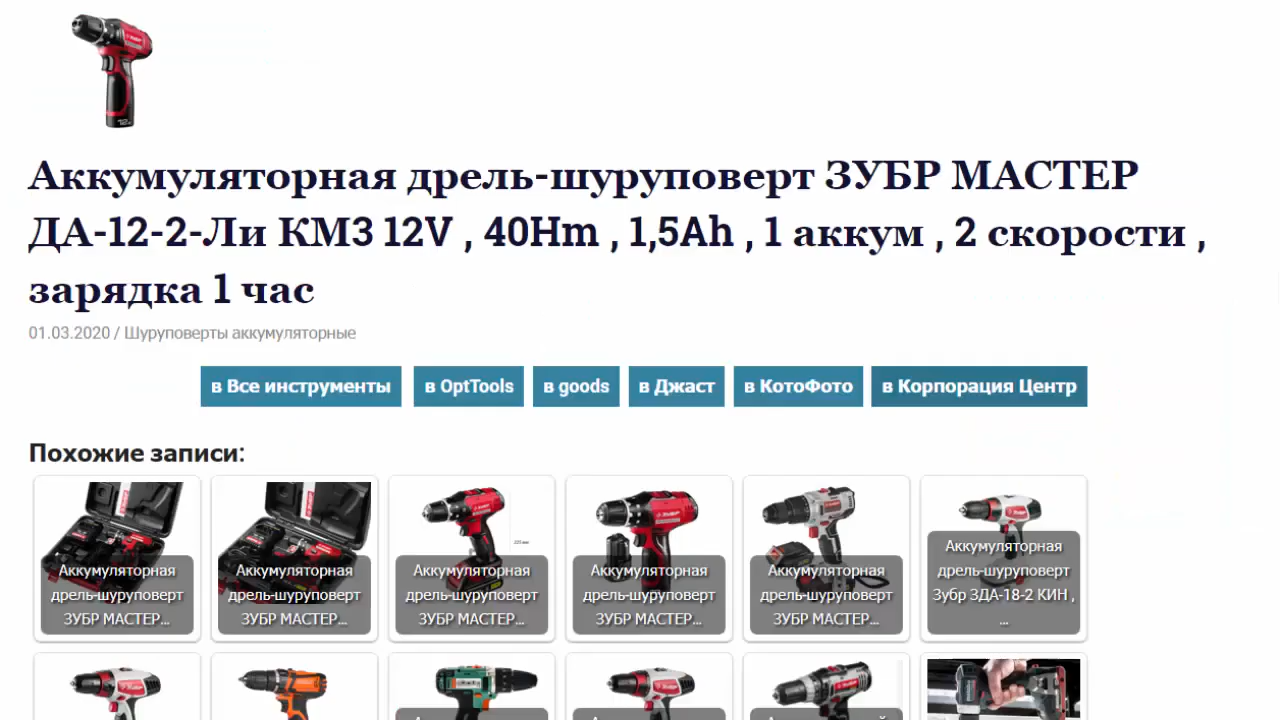 Аккумуляторная дрель-шуруповерт ЗУБР МАСТЕР
ДА-12-2-Ли КМ3 12V , 40Hm , 1,5Ah , 1 аккум , 2 скорости ,
зарядка 1 час
01.03.2020 / Шуруповерты аккумуляторные
в Все инструменты в OptTools в goods в Джаст в КотоФото в Корпорация Центр
Похожие записи:
Аккумуляторная
дрель-шуруповерт
ЗУБР МАСТЕР...
Аккумуляторная
дрель-шуруповерт
ЗУБР МАСТЕР...
Аккумуляторная
дрель-шуруповерт
ЗУБР МАСТЕР...
Аккумуляторная
дрель-шуруповерт
ЗУБР МАСТЕР...
Аккумуляторная
дрель-шуруповерт
ЗУБР МАСТЕР...
Аккумуляторная
дрель-шуруповерт
Зубр ЗДА-18-2 КИН ,
...